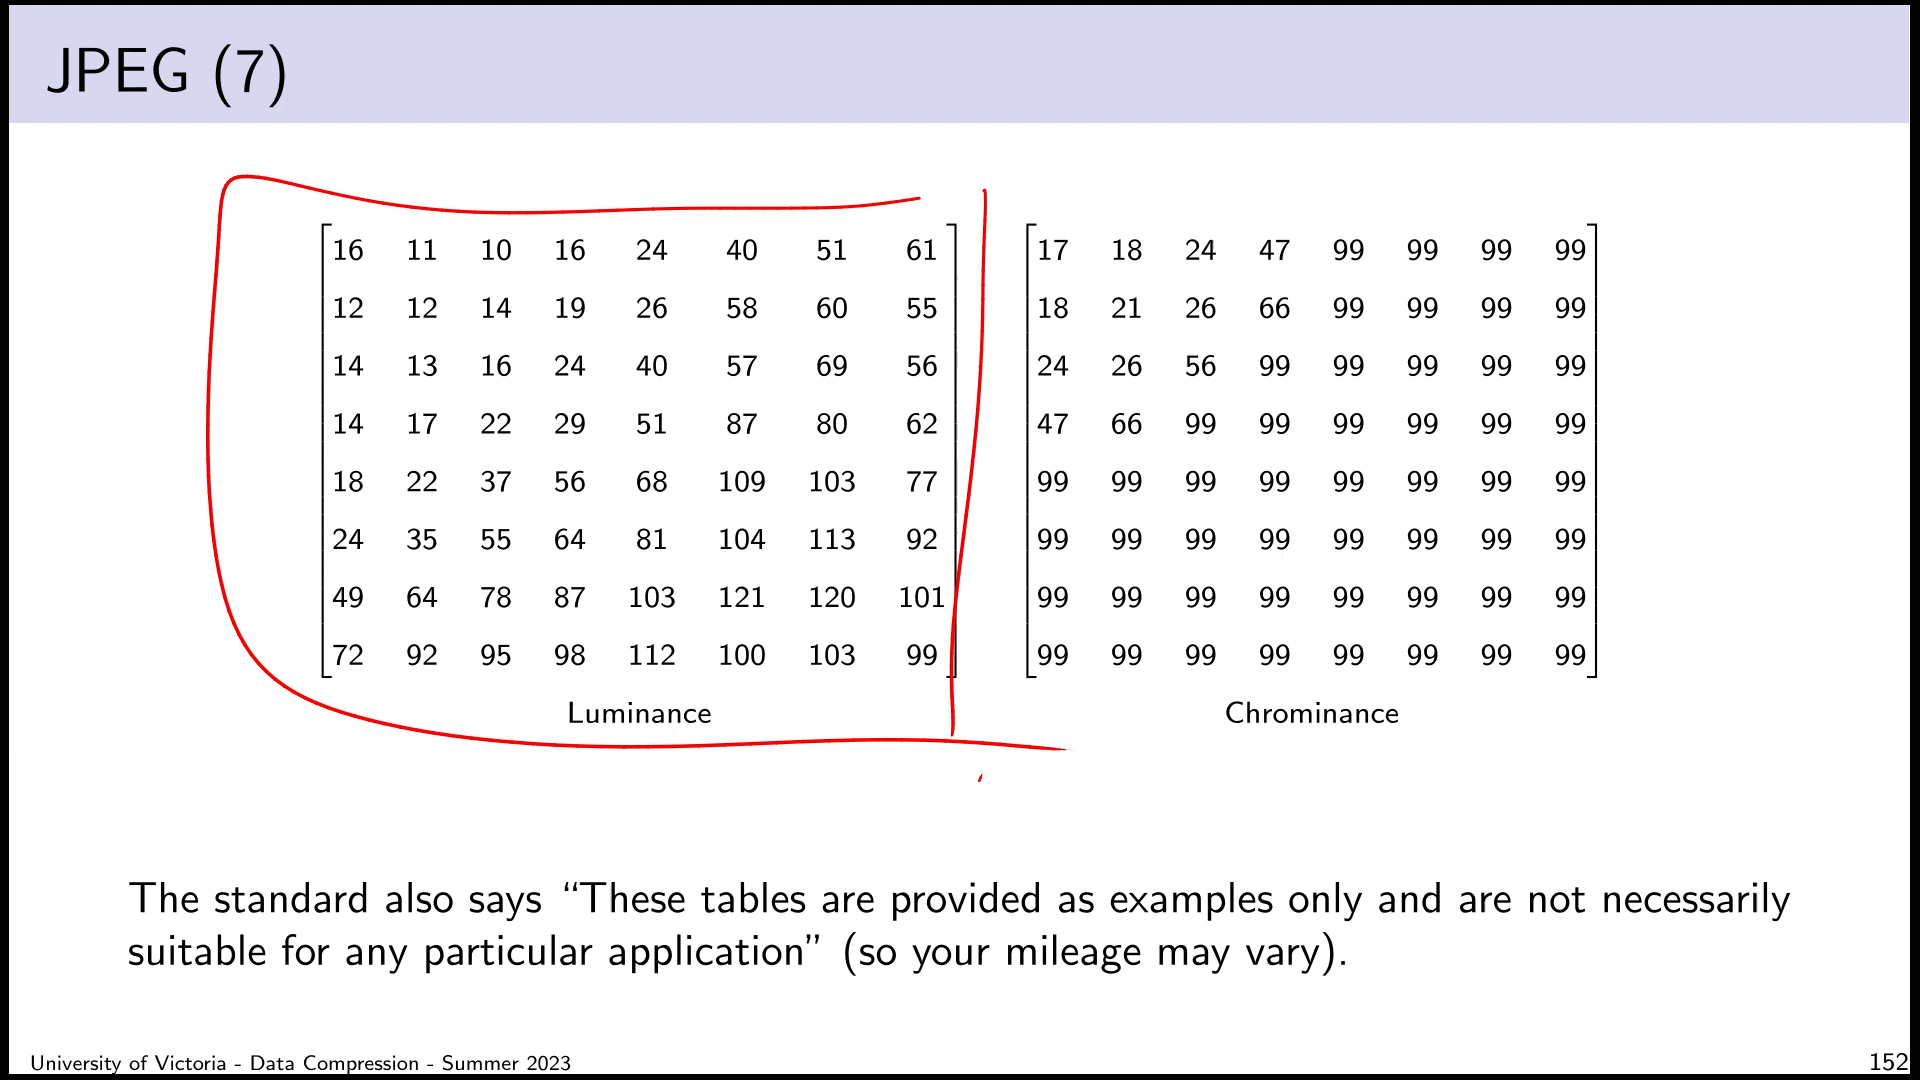 JPEG (7)
16 11 10 16 24 40 51 61
12 12 14 19 26 58 60 55
14 13 16 24 40 57 69 56
14 17 22 29 51 87 80 62
18 22 37 56 68 109 103 77
24 35 55 64 81 104 113 92
49 64 78 87 103 121 120 101
72 92 95 98 112 100 103 99
Luminance
17 18 24 47 99 99 99 99
18 21 26 66 99 99 99 99
24 26 56 99 99 99 99 99
47 66 99 99 99 99 99 99
99 99 99 99 99 99 99 99
99 99 99 99 99 99 99 99
99 99 99 99 99 99 99 99
99 99 99 99 99 99 99 99
Chrominance
The standard also says “These tables are provided as examples only and are not necessarily
suitable for any particular application” (so your mileage may vary).
University of Victoria - Data Compression - Summer 2023
152